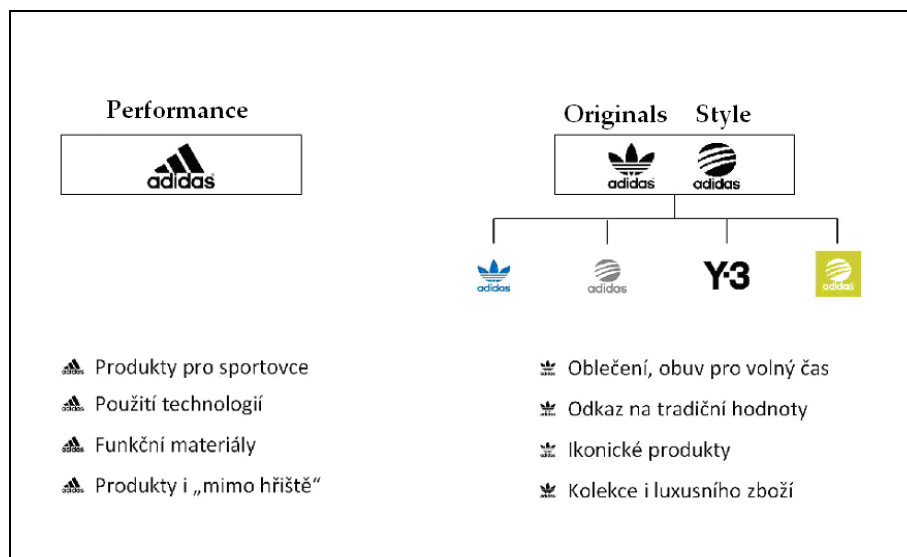 Performance
adidas
Originals Style
adidas adidas
adidas adidas Y-3 adidas
Produkty pro sportovce
Použití technologií
Funkční materiály
Produkty i „mimo hřiště“
Oblečení, obuv pro volný čas
Odkaz na tradiční hodnoty
Ikonické produkty
Kolekce i luxusního zboží